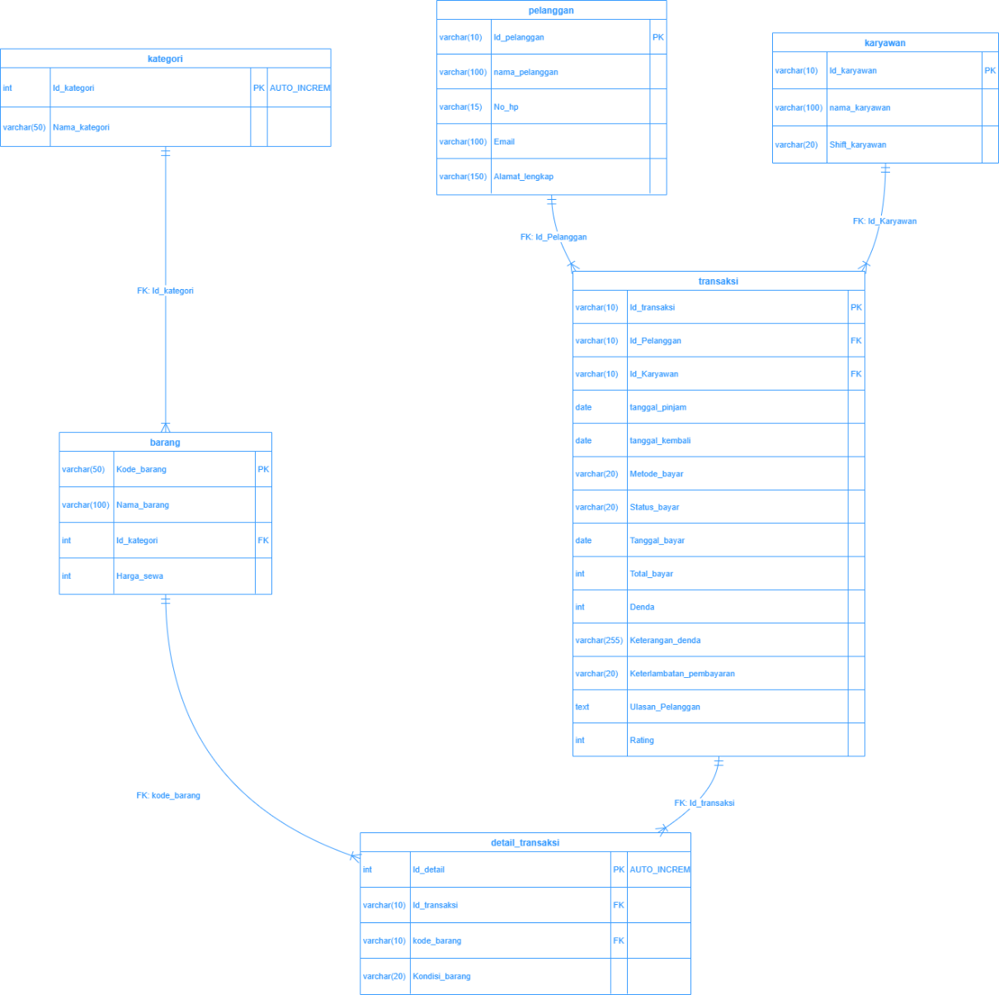 pelanggan
varchar(10) Id_pelanggan PK
varchar(100) nama_pelanggan
varchar(15) No_hp
varchar(100) Email
varchar(150) Alamat_lengkap
karyawan
varchar(10) Id_karyawan PK
varchar(100) nama_karyawan
varchar(20) Shift_karyawan
kategori
int Id_kategori PK AUTO_INCREM
varchar(50) Nama_kategori
FK: Id_Pelanggan
FK: Id_Karyawan
FK: Id_kategori
transaksi
varchar(10) Id_transaksi PK
varchar(10) Id_Pelanggan FK
varchar(10) Id_Karyawan FK
date tanggal_pinjam
date tanggal_kembali
varchar(20) Metode_bayar
varchar(20) Status_bayar
date Tanggal_bayar
int Total_bayar
int Denda
varchar(255) Keterangan_denda
varchar(20) Keterlambatan_pembayaran
text Ulasan_Pelanggan
int Rating
barang
varchar(50) Kode_barang PK
varchar(100) Nama_barang
int Id_kategori FK
int Harga_sewa
FK: kode_barang
FK: Id_transaksi
detail_transaksi
int Id_detail PK AUTO_INCREM
varchar(10) Id_transaksi FK
varchar(10) kode_barang FK
varchar(20) Kondisi_barang